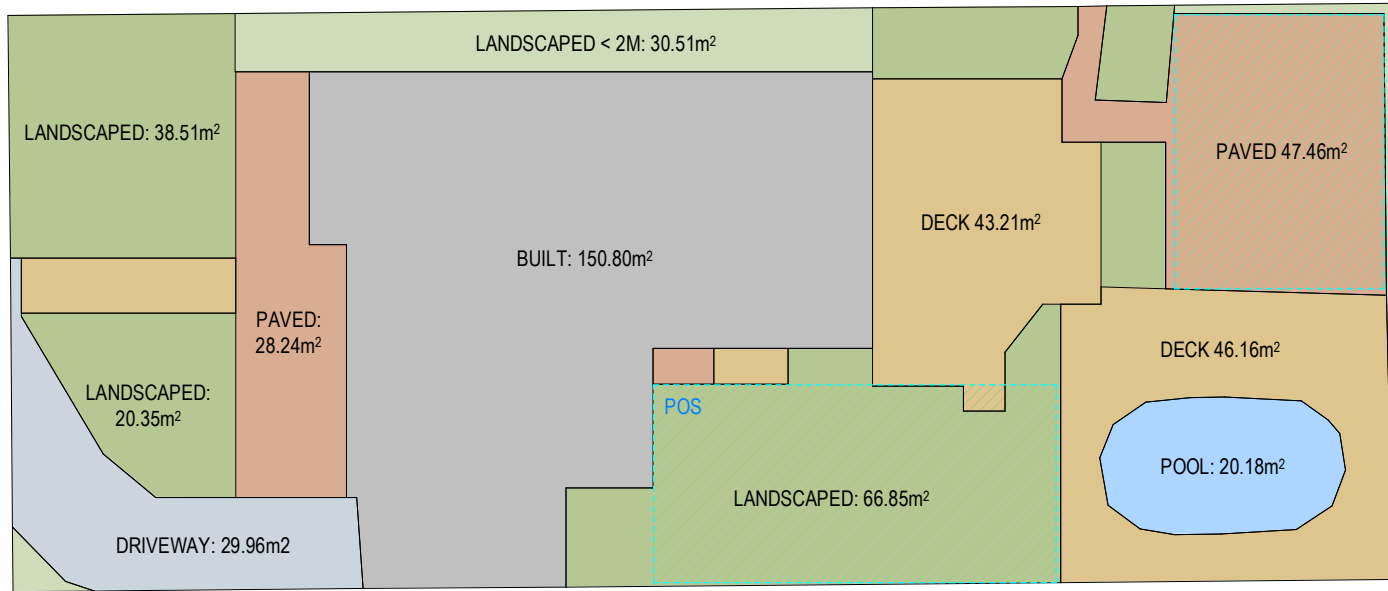 LANDSCAPED < 2M: 30.51m²
LANDSCAPED: 38.51m²
PAVED 47.46m²
DECK 43.21m²
BUILT: 150.80m²
PAVED:
28.24m²
DECK 46.16m²
LANDSCAPED:
20.35m²
POS
POOL: 20.18m²
LANDSCAPED: 66.85m²
DRIVEWAY: 29.96m2